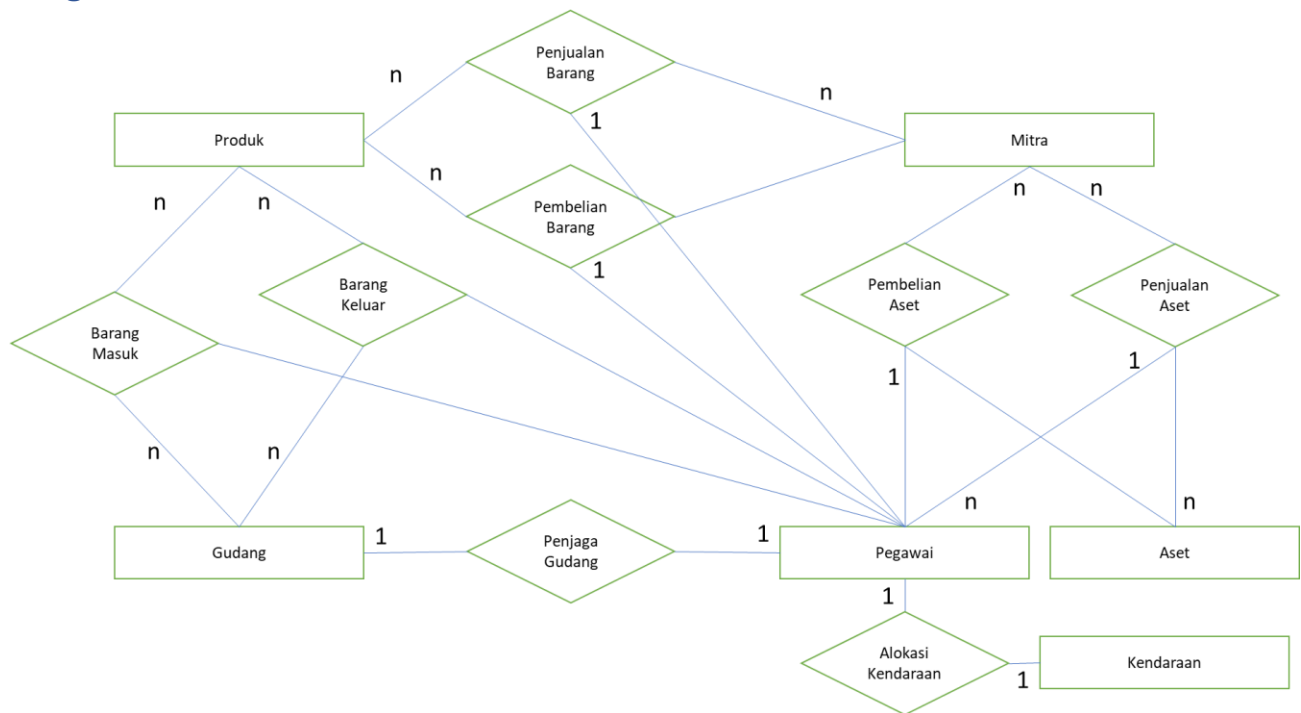 Penjualan
Barang
n
n
1
Produk
Mitra
n
n
n
n
n
Pembelian
Barang
1
Barang
Keluar
Pembelian
Aset
Penjualan
Aset
Barang
Masuk
1
1
n
n
n
n
1
1
Gudang
Penjaga
Gudang
Pegawai
Aset
1
Alokasi
Kendaraan
1
Kendaraan